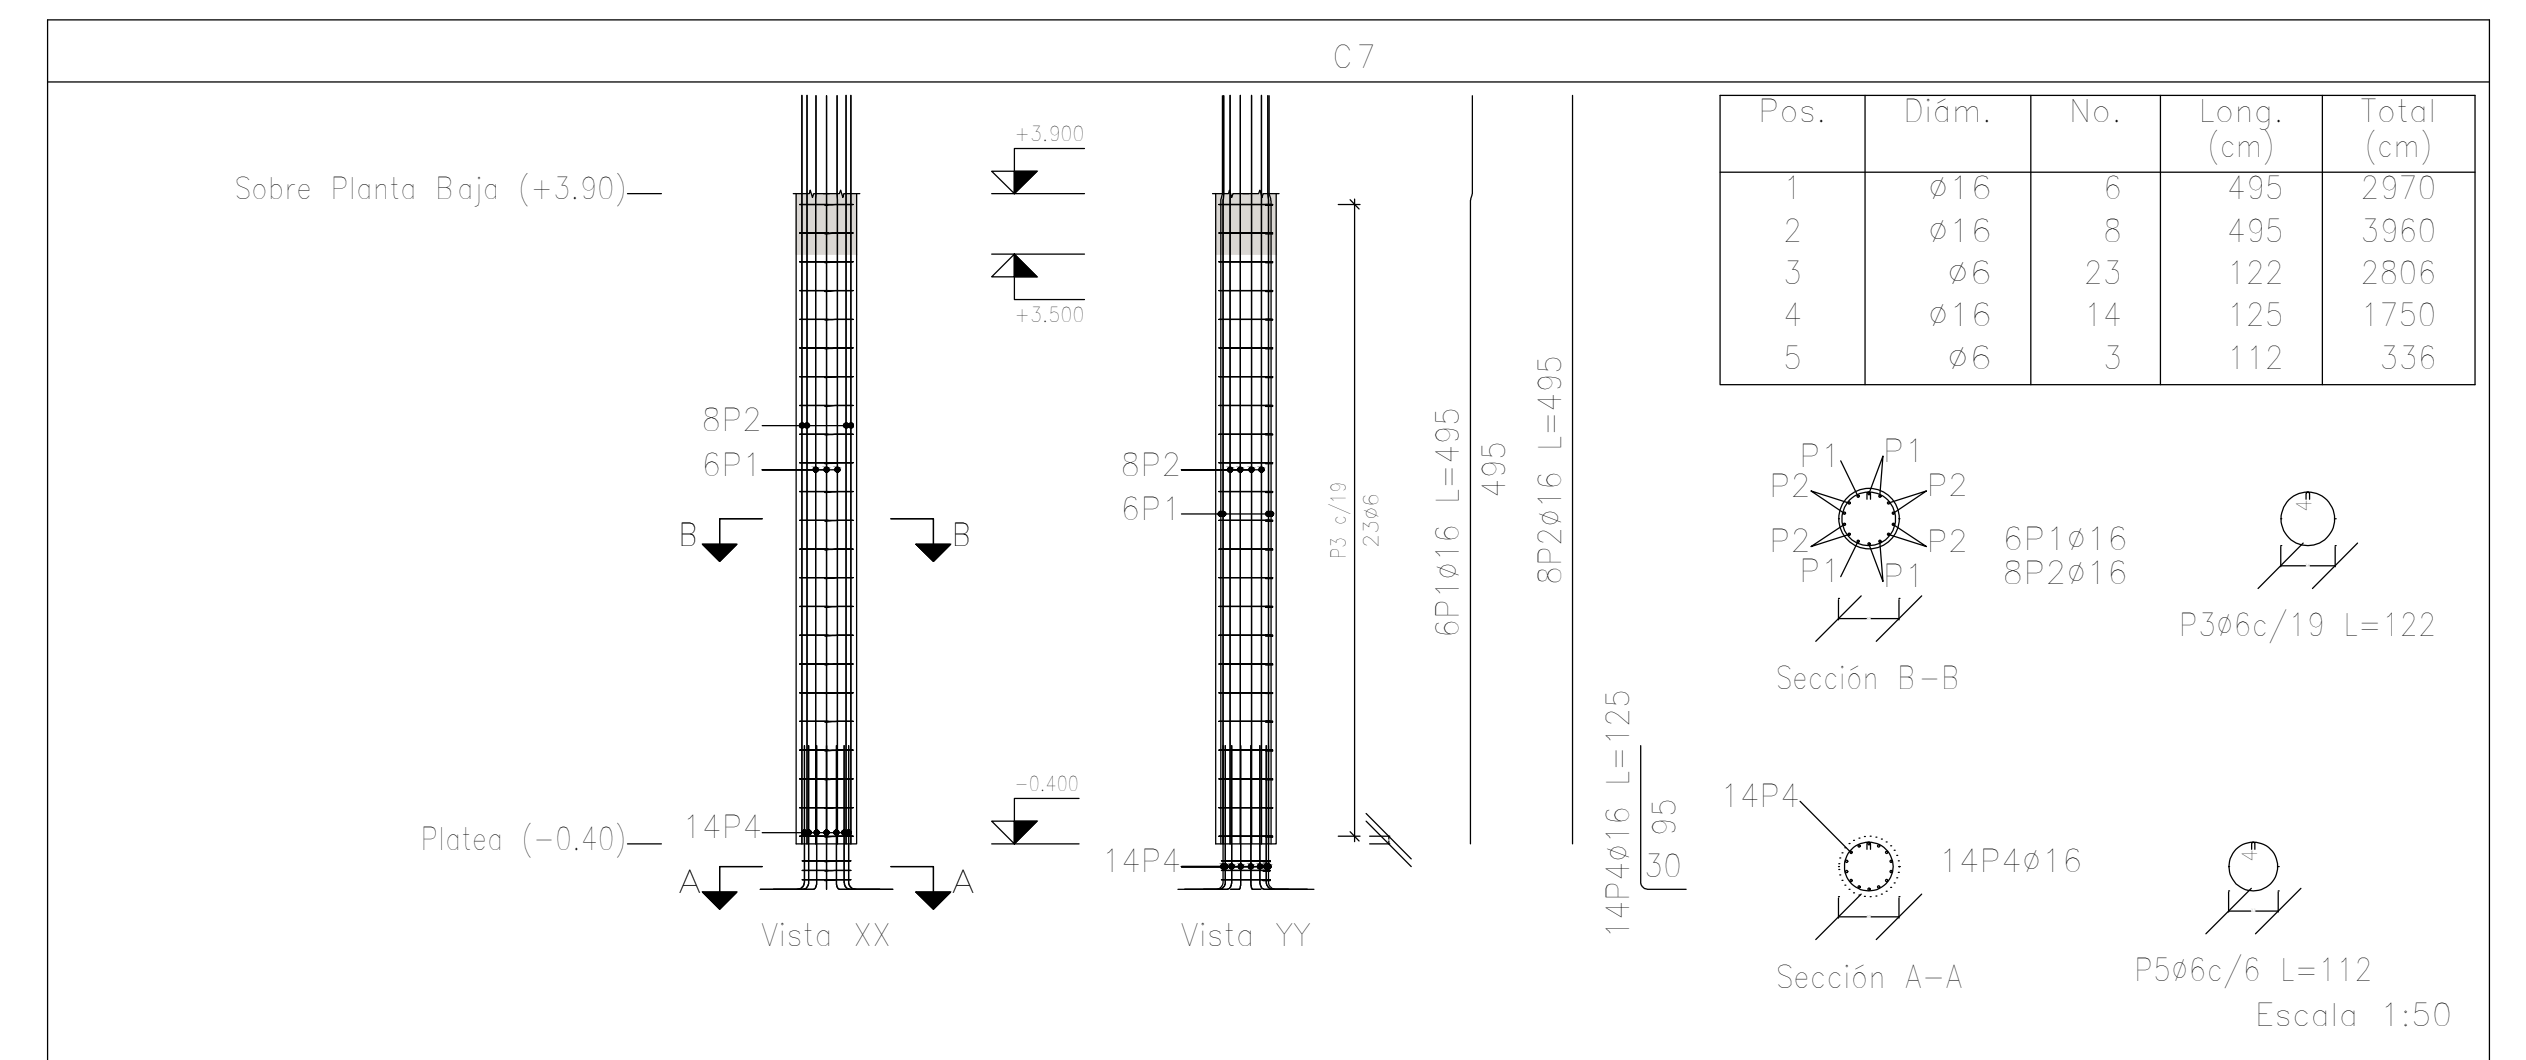 C7
+3.900
Sobre Planta Baja (+3.90)
+3.500
8P2
6P1
B
B
14P4
Platea (-0.40)
-0.400
A
A
Vista XX
8P2
6P1
14P4
Vista YY
P3 c/19
23ø6
6P1ø16 L=495
495
8P2ø16 L=495
14P4ø16 L=125
95
30
Pos. Diám. No. Long. (cm) Total (cm)
1 ø16 6 495 2970
2 ø16 8 495 3960
3 ø6 23 122 2806
4 ø16 14 125 1750
5 ø6 3 112 336
P1 P1
P2 P2
P2 P2
P1 P1
6P1ø16
8P2ø16
Sección B-B
4
P3ø6c/19 L=122
14P4
14P4ø16
Sección A-A
4
P5ø6c/6 L=112
Escala 1:50